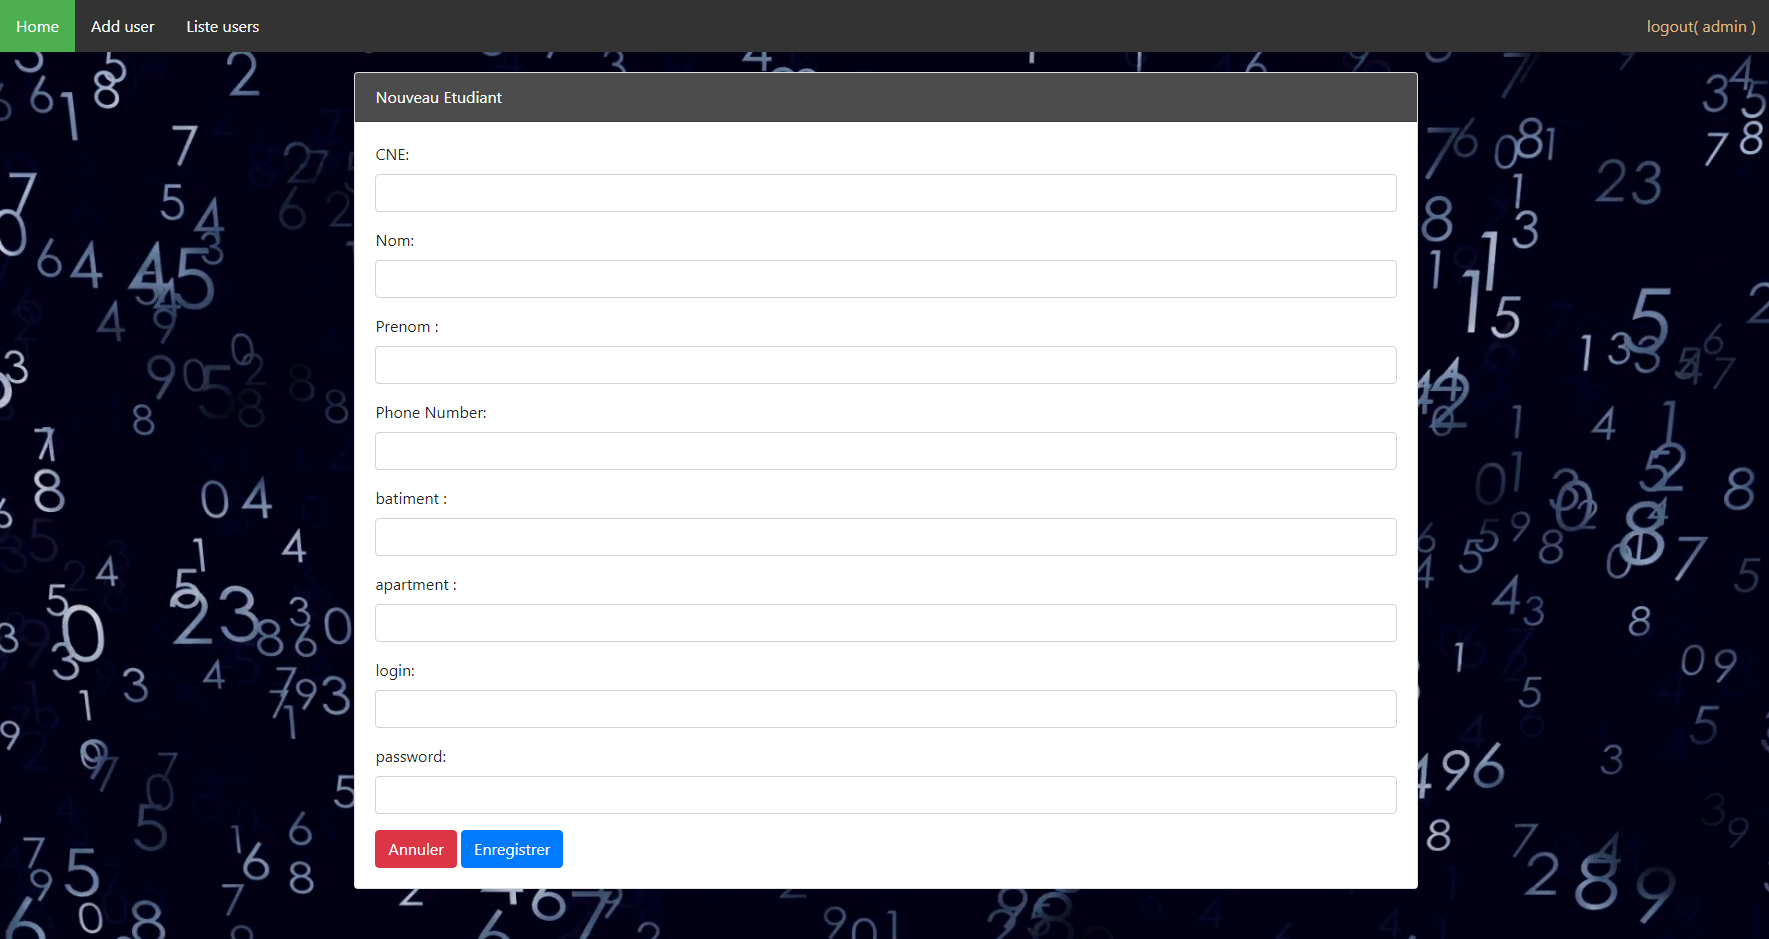 Home Add user Liste users logout( admin )
Nouveau Etudiant
CNE:
Nom:
Prenom :
Phone Number:
batiment :
apartment :
login:
password:
Annuler Enregistrer